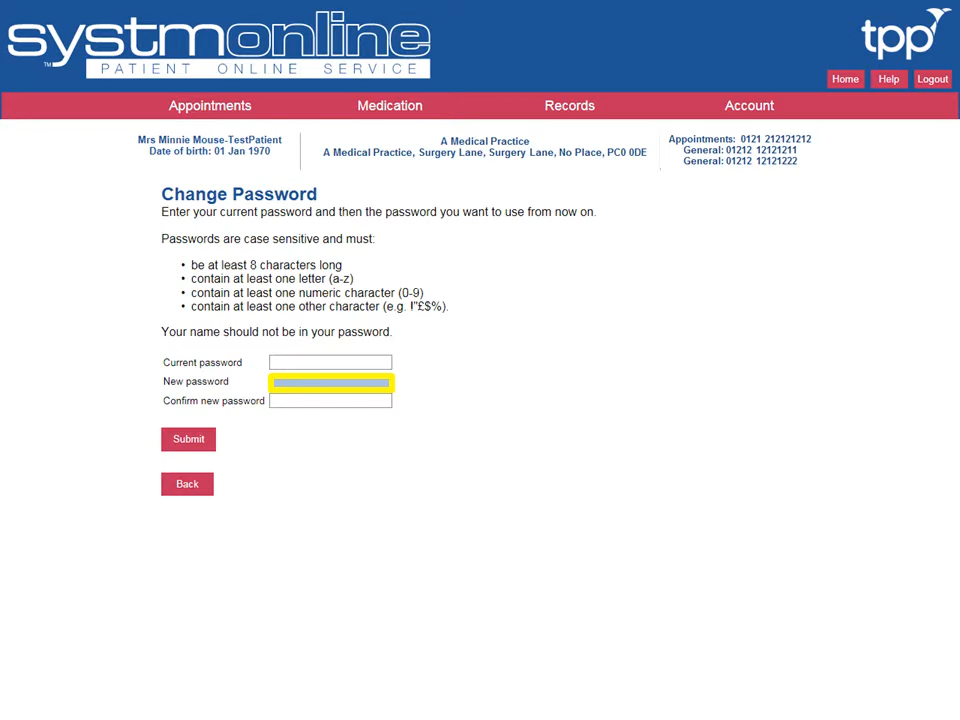 systmonline
™ PATIENT ONLINE SERVICE
tpp
Home Help Logout
Appointments Medication Records Account
Mrs Minnie Mouse-TestPatient
Date of birth: 01 Jan 1970
A Medical Practice
A Medical Practice, Surgery Lane, Surgery Lane, No Place, PC0 0DE
Appointments: 0121 212121212
General: 01212 12121211
General: 01212 12121222
Change Password
Enter your current password and then the password you want to use from now on.
Passwords are case sensitive and must:
• be at least 8 characters long
• contain at least one letter (a-z)
• contain at least one numeric character (0-9)
• contain at least one other character (e.g. !"£$%).
Your name should not be in your password.
Current password
New password
Confirm new password
Submit
Back